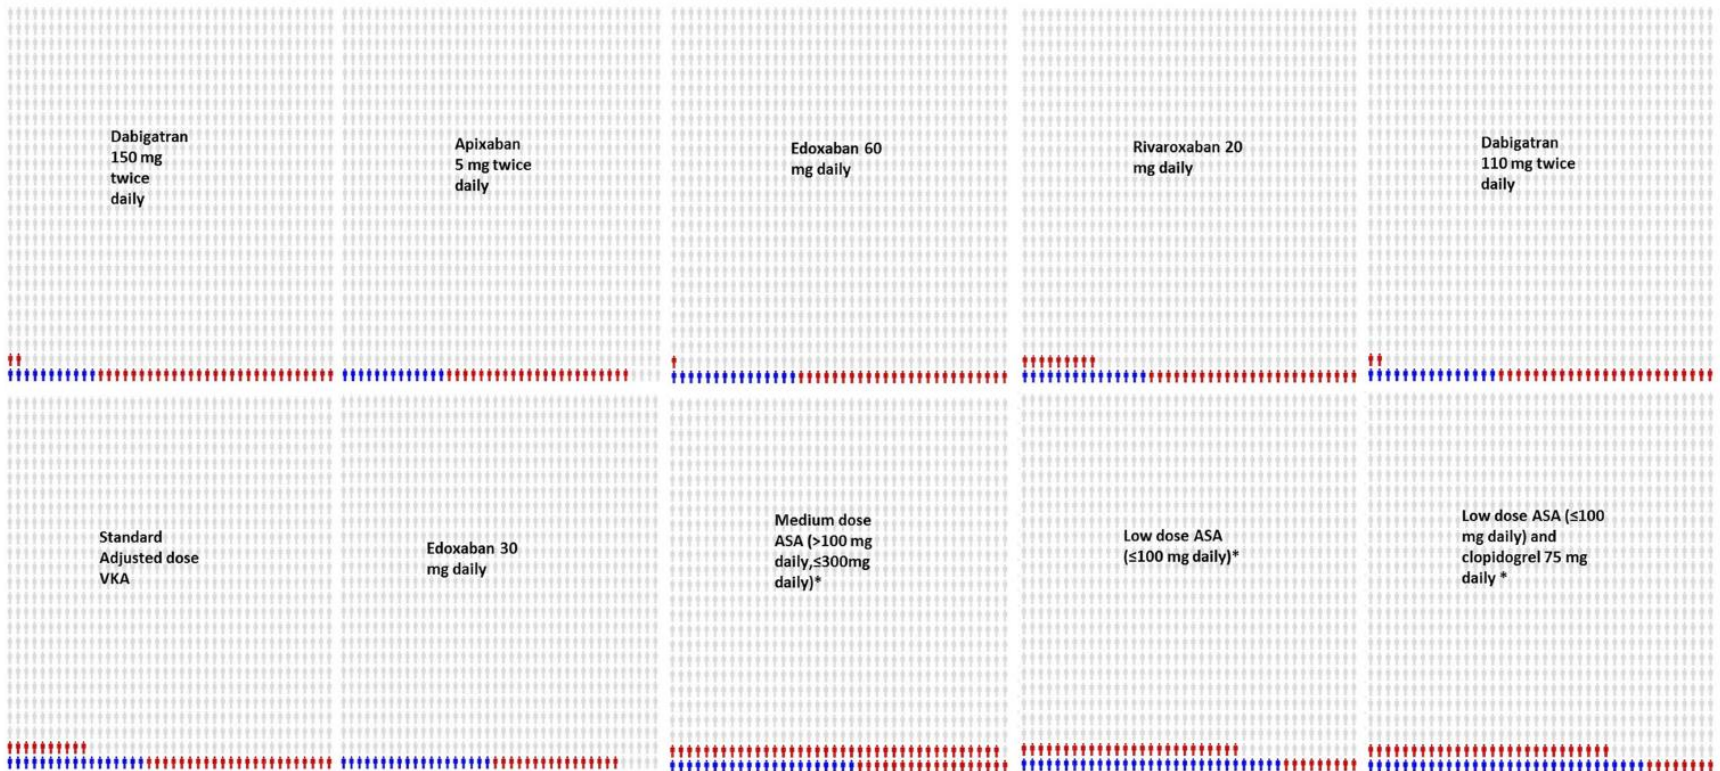 Dabigatran
150 mg
twice
daily
Apixaban
5 mg twice
daily
Edoxaban 60
mg daily
Rivaroxaban 20
mg daily
Dabigatran
110 mg twice
daily
Standard
Adjusted dose
VKA
Edoxaban 30
mg daily
Medium dose
ASA (>100 mg
daily,≤300mg
daily)*
Low dose ASA
(≤100 mg daily)*
Low dose ASA (≤100
mg daily) and
clopidogrel 75 mg
daily *